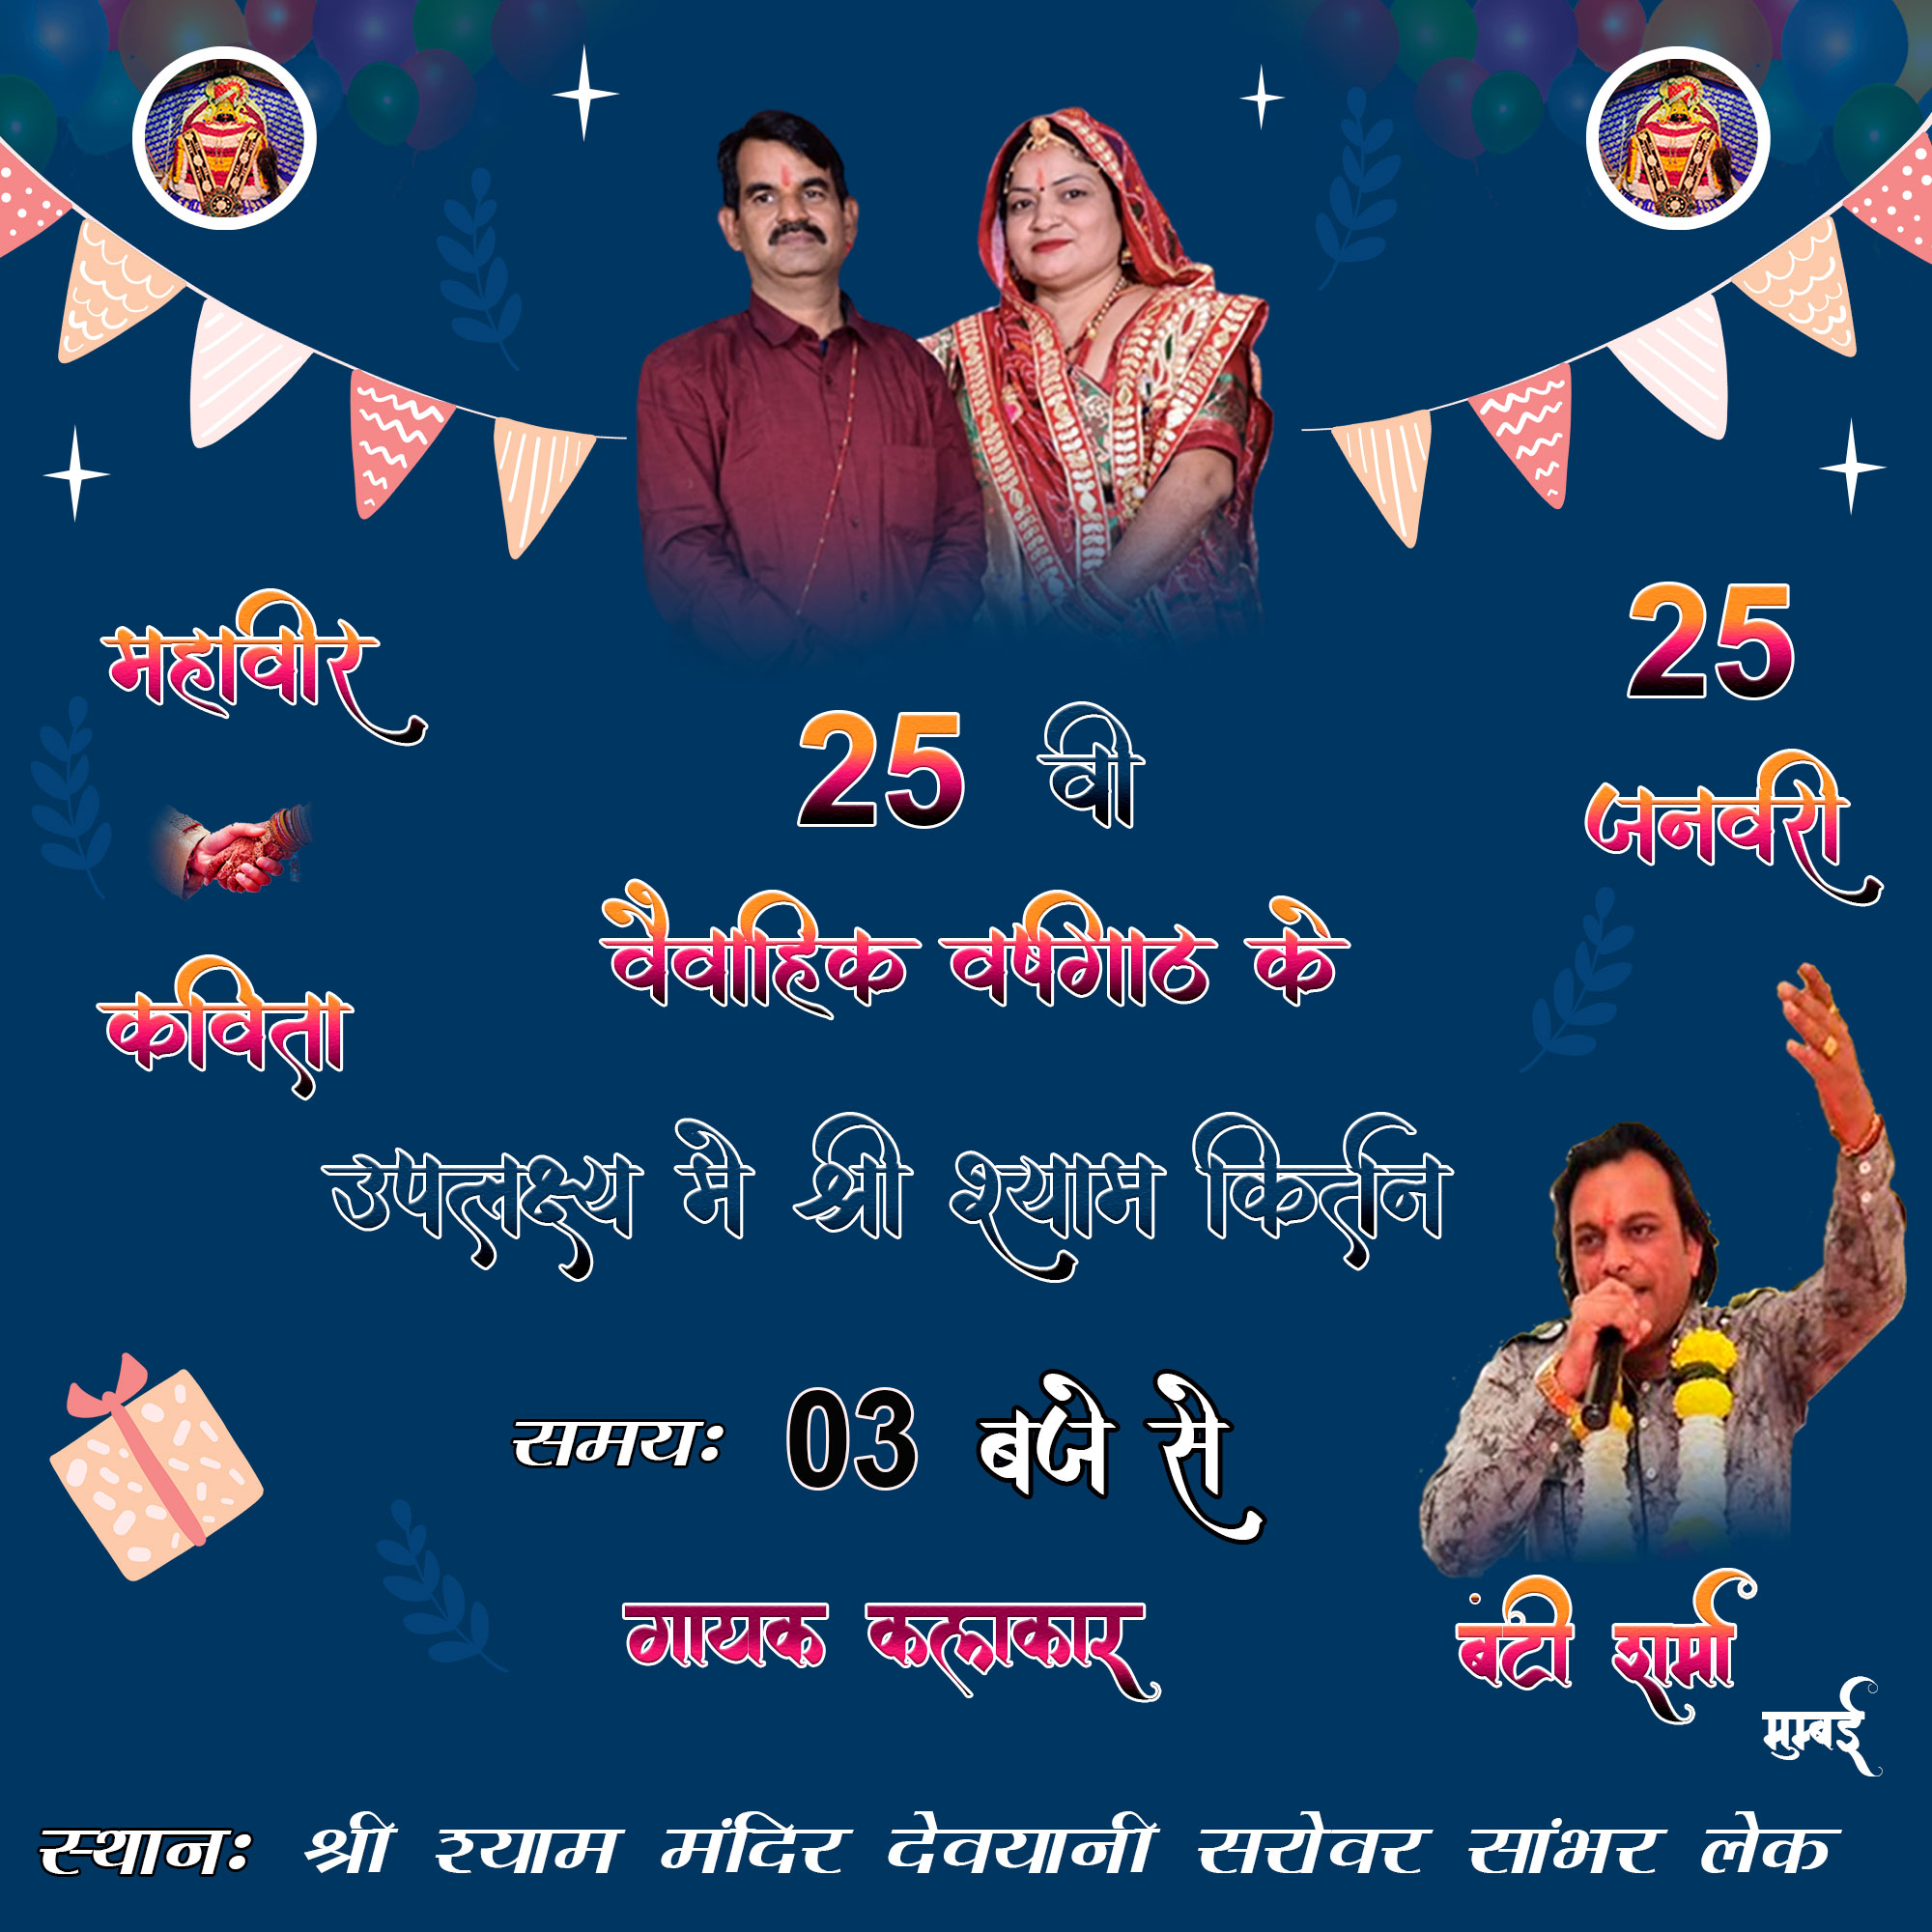 महावीर
कविता
25
जनवरी
25 वी
वैवाहिक वर्षगाठ के
उपलक्ष्य मे श्री श्याम किर्तन
समय: 03 बजे से
गायक कलाकार
बंटी शर्मा
मुम्बई
स्थान: श्री श्याम मंदिर देवयानी सरोवर सांभर लेक